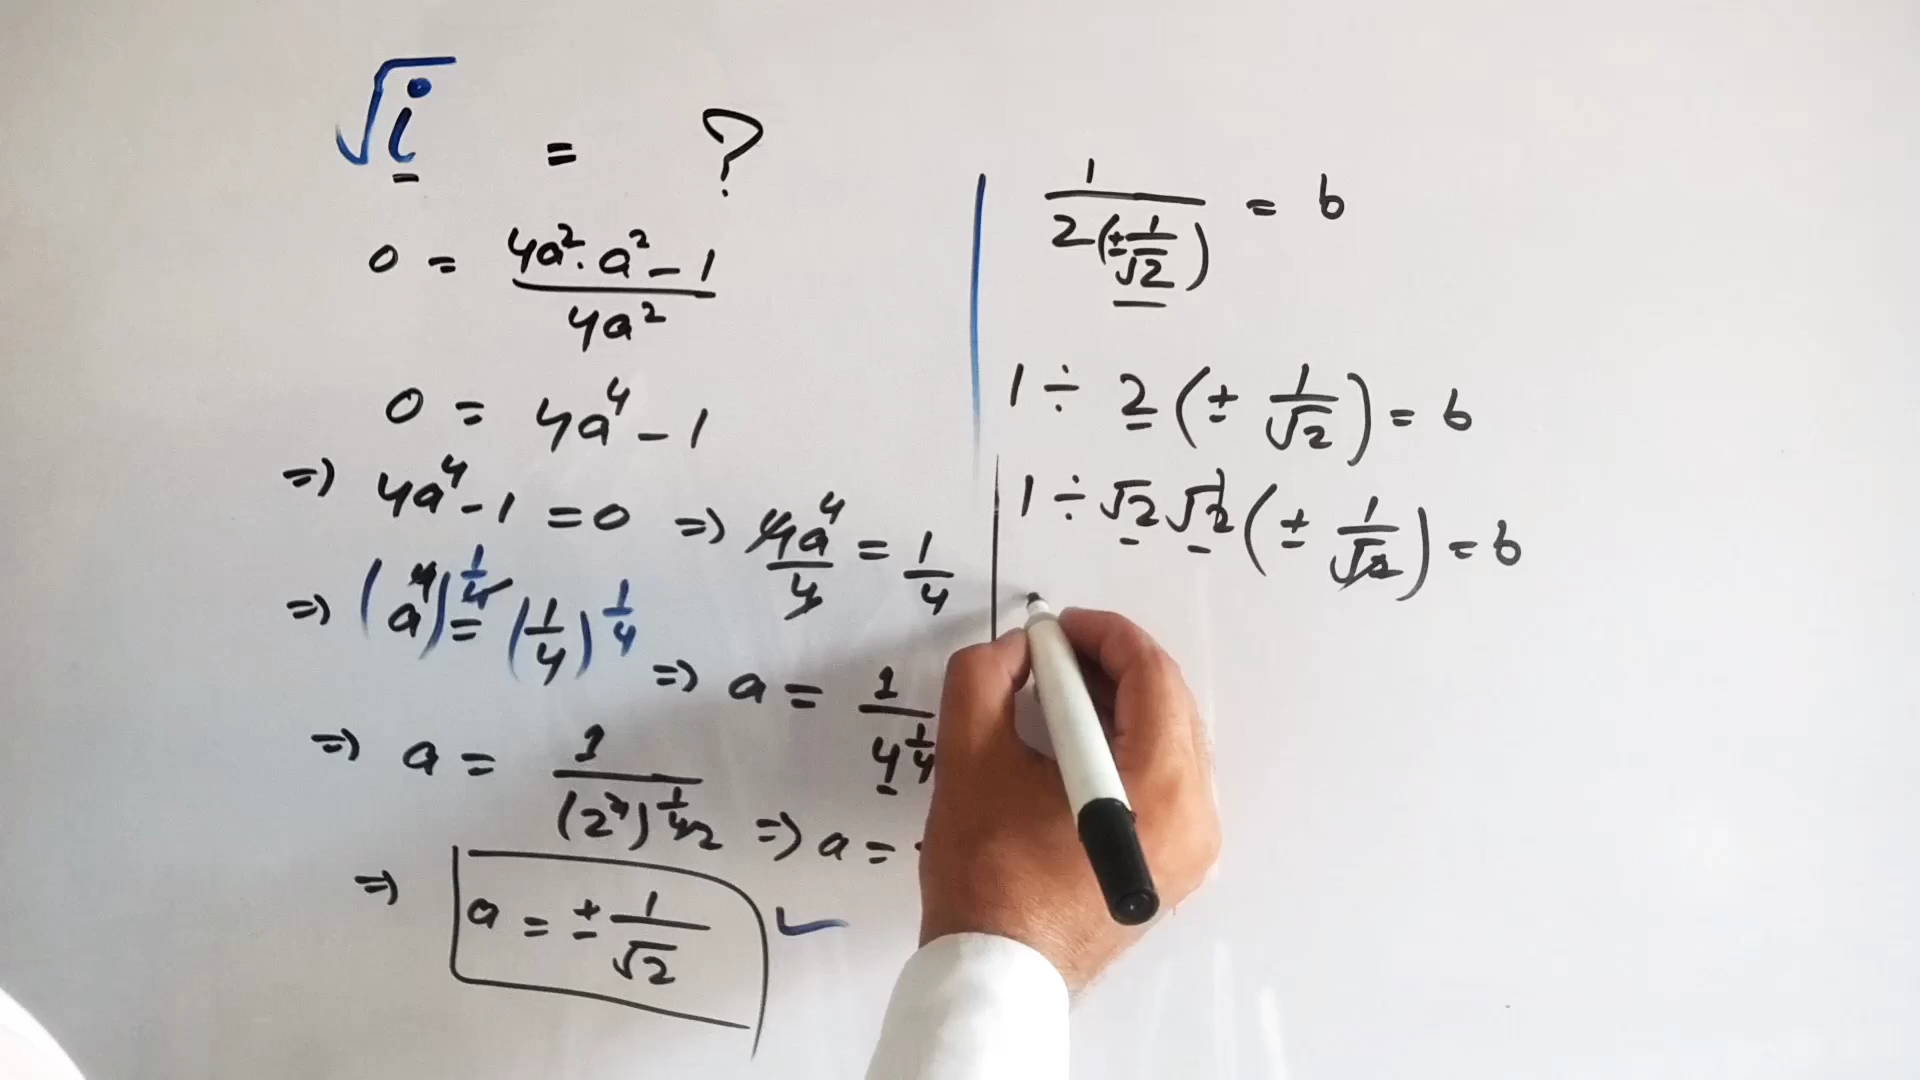 √i = ?
0 = (4a² · a² − 1)/(4a²)
0 = 4a⁴ − 1
⇒ 4a⁴ − 1 = 0 ⇒ 4a⁴/4 = 1/4
⇒ (a⁴)^(1/4) = (1/4)^(1/4) ⇒ a = 1/4^(1/4)
⇒ a = 1/(2²)^(1/4 2) ⇒ a =
⇒ a = ± 1/√2 ✓
1/(2(± 1/√2)) = b
1 ÷ 2(± 1/√2) = b
1 ÷ √2 √2(± 1/√2) = b